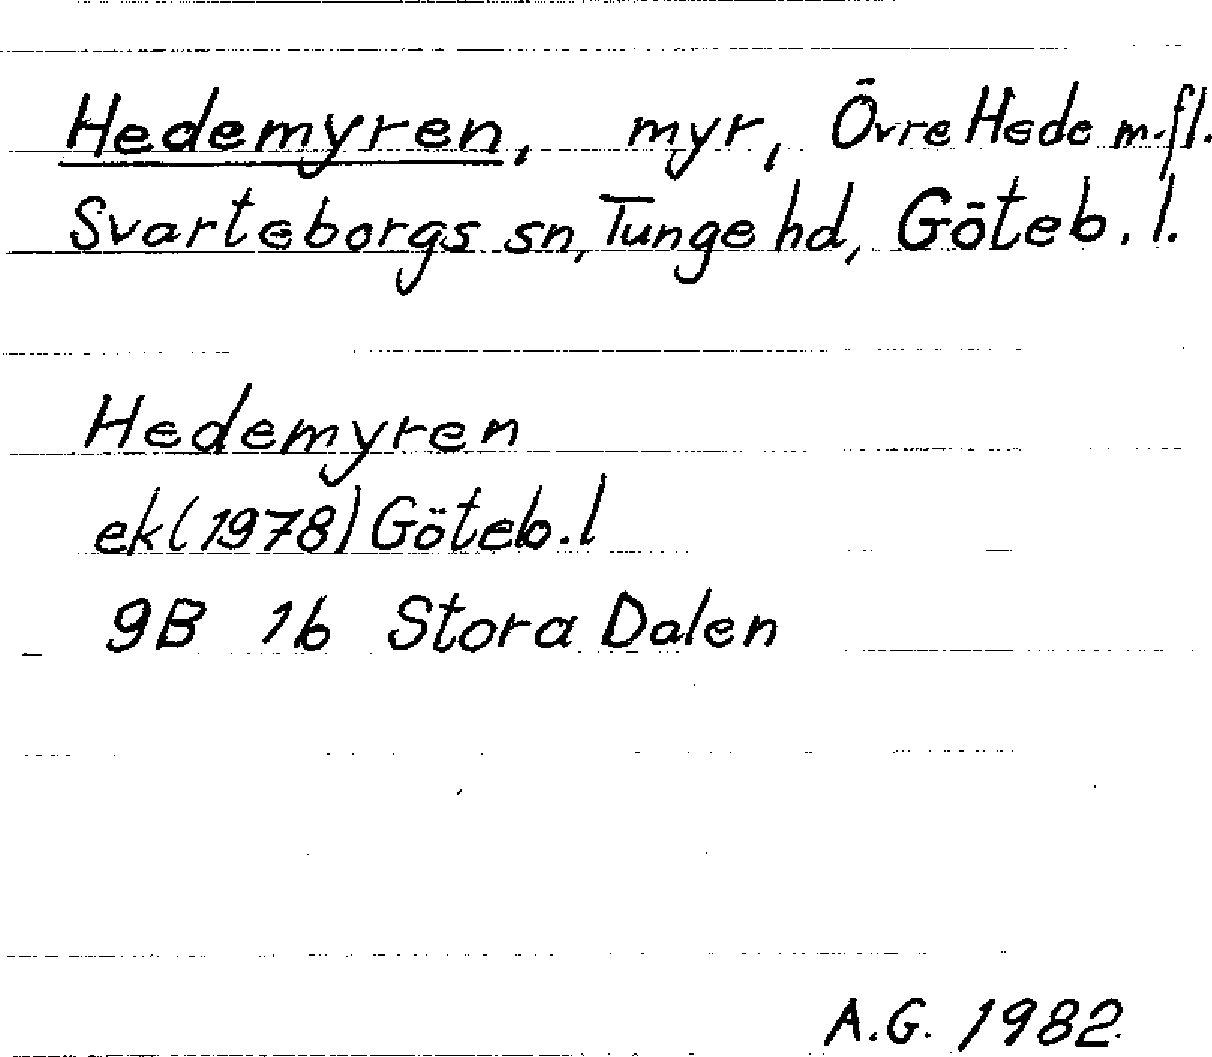 Hedemyren, myr, Övre Hede m.fl.
Svarteborgs sn, Tunge hd, Göteb. l.
Hedemyren
ek (1978) Göteb. l
9B 1b Stora Dalen
A.G. 1982